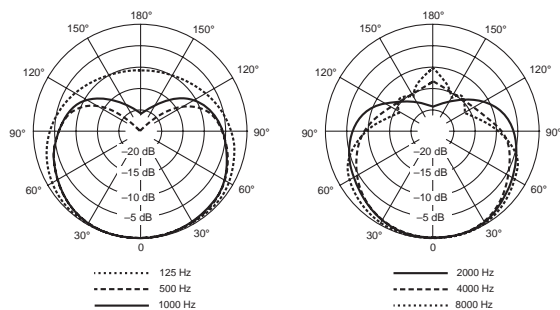 180°
150° 150°
120° 120°
90° 90°
60° 60°
30° 30°
0
–20 dB
–15 dB
–10 dB
–5 dB
125 Hz
500 Hz
1000 Hz
180°
150° 150°
120° 120°
90° 90°
60° 60°
30° 30°
0
–20 dB
–15 dB
–10 dB
–5 dB
2000 Hz
4000 Hz
8000 Hz